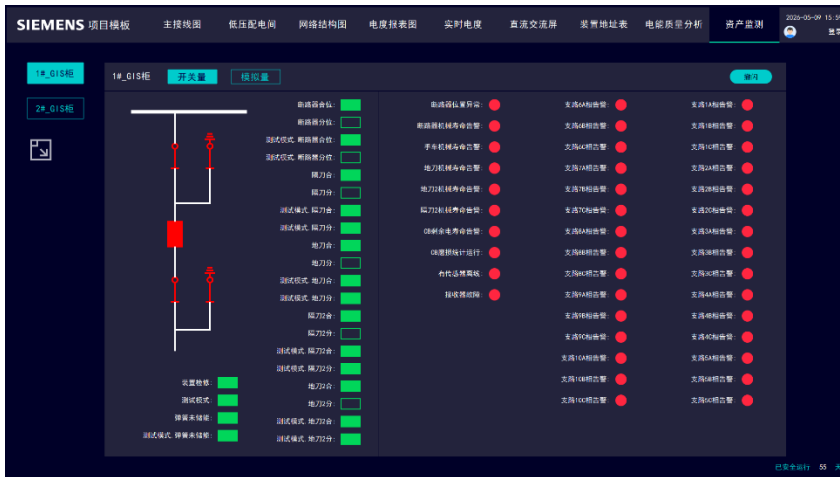 SIEMENS 项目模板 主接线图 低压配电间 网络结构图 电度报表图 实时电度 直流交流屏 装置地址表 电能质量分析 资产监测
2026-05-09 15:5
登录
1#_GIS柜
2#_GIS柜
1#_GIS柜 开关量 模拟量
断路器合位:
断路器分位:
测试模式.断路器合位:
测试模式.断路器分位:
隔刀合:
隔刀分:
测试模式.隔刀合:
测试模式.隔刀分:
地刀合:
地刀分:
测试模式.地刀合:
测试模式.地刀分:
隔刀2合:
隔刀2分:
测试模式.隔刀2合:
测试模式.隔刀2分:
地刀2合:
地刀2分:
测试模式.地刀2合:
测试模式.地刀2分:
装置检修:
测试模式:
弹簧未储能:
测试模式.弹簧未储能:
断路器位置异常:
断路器机械寿命告警:
手车机械寿命告警:
地刀机械寿命告警:
地刀2机械寿命告警:
隔刀2机械寿命告警:
CB剩余电寿命告警:
CB磨损统计运行:
有传感器离线:
接收器故障:
支路6A相告警:
支路6B相告警:
支路6C相告警:
支路7A相告警:
支路7B相告警:
支路7C相告警:
支路8A相告警:
支路8B相告警:
支路8C相告警:
支路9A相告警:
支路9B相告警:
支路9C相告警:
支路10A相告警:
支路10B相告警:
支路10C相告警:
支路1A相告警:
支路1B相告警:
支路1C相告警:
支路2A相告警:
支路2B相告警:
支路2C相告警:
支路3A相告警:
支路3B相告警:
支路3C相告警:
支路4A相告警:
支路4B相告警:
支路4C相告警:
支路5A相告警:
支路5B相告警:
支路5C相告警:
已安全运行 55 天